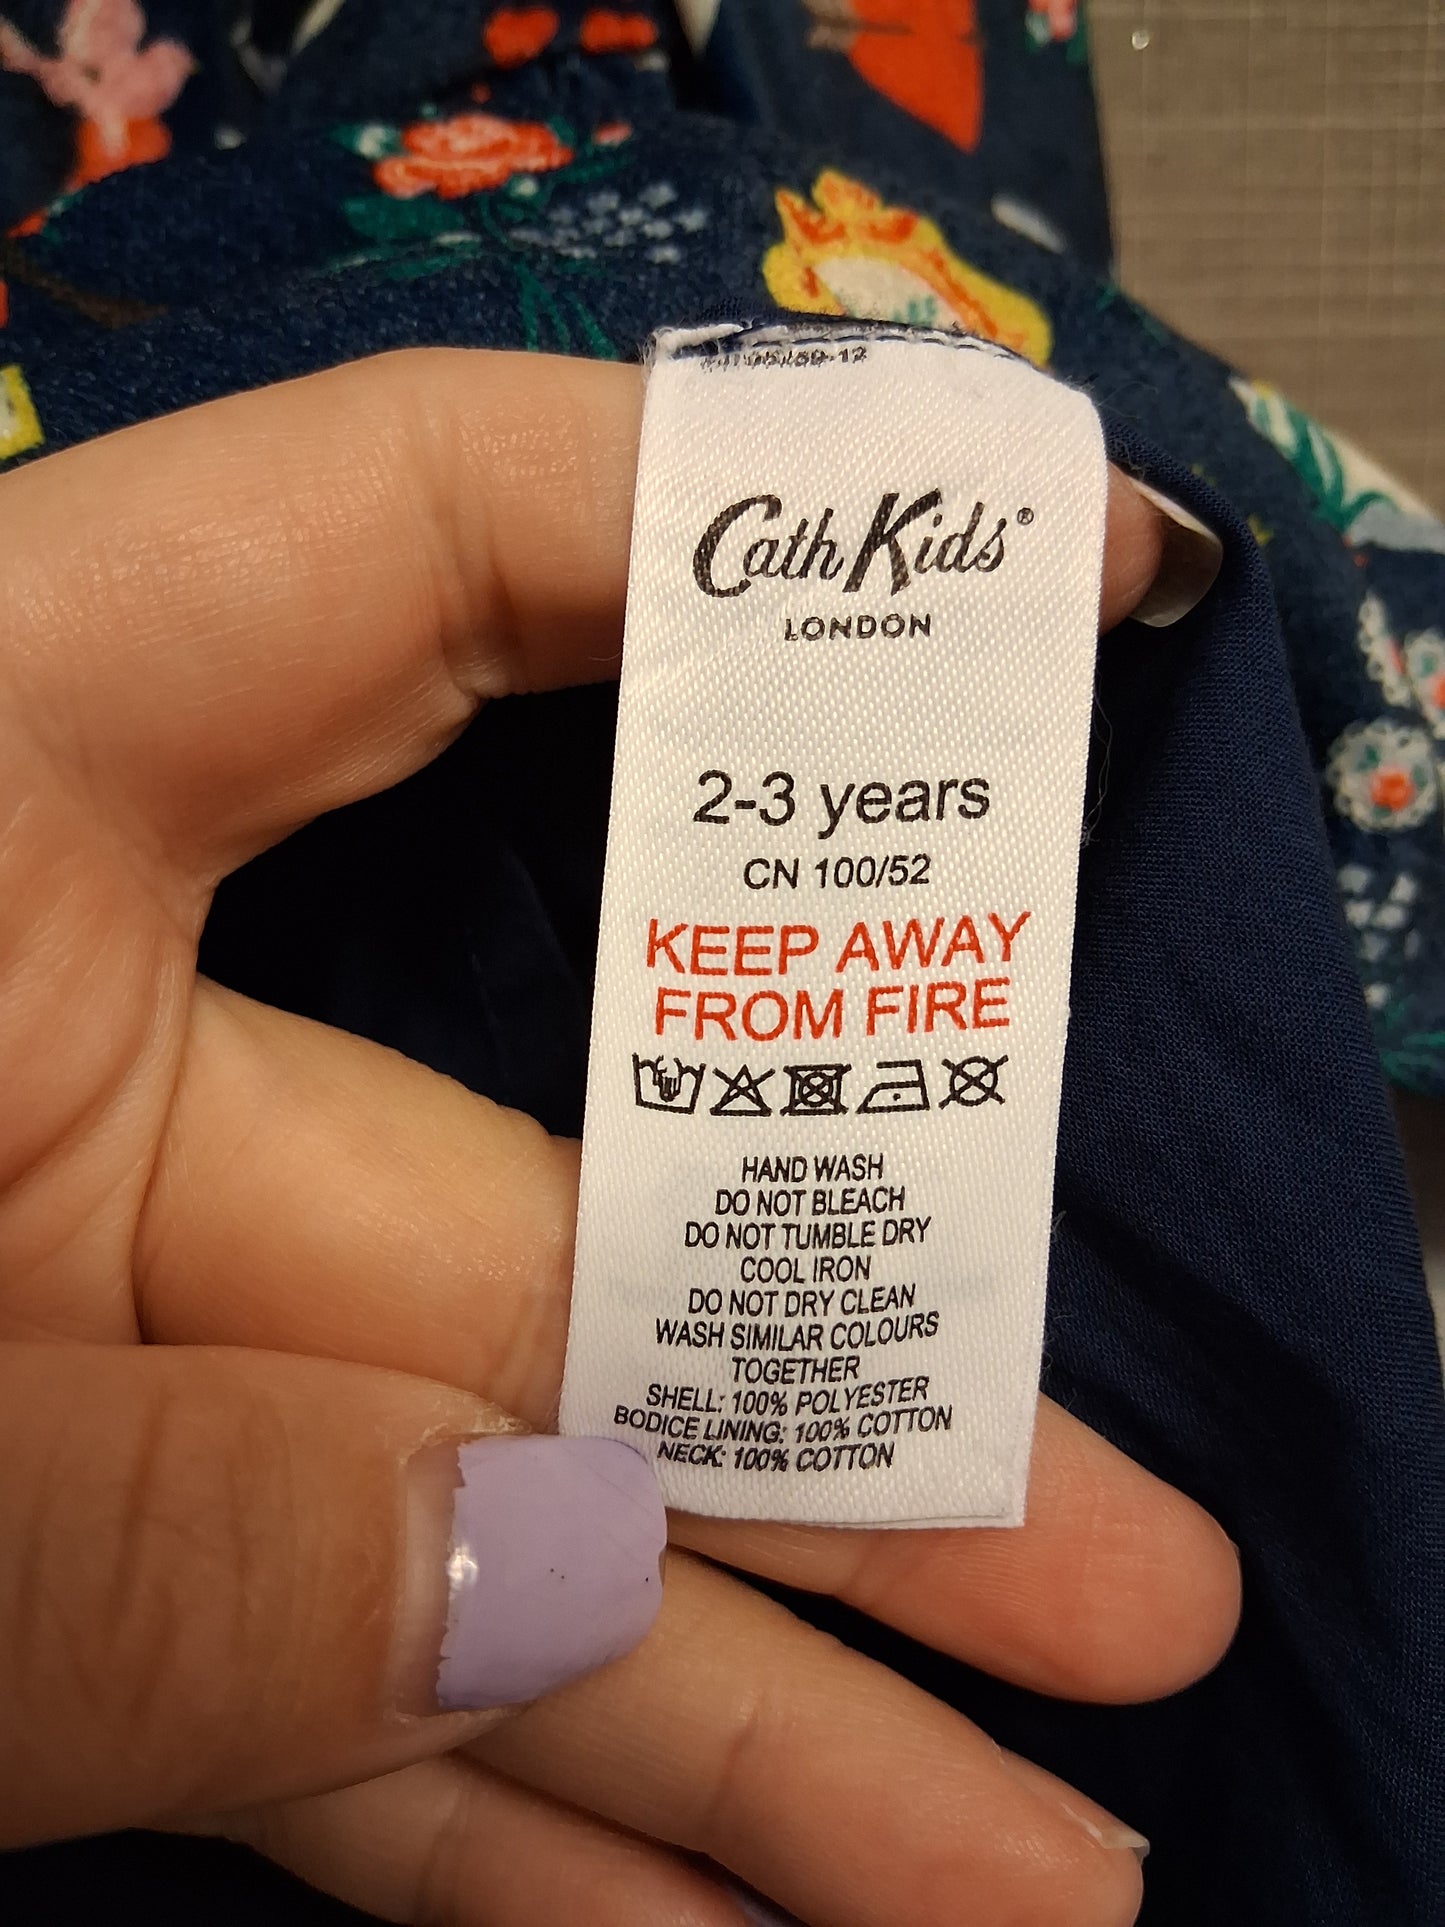 Cath Kids®
LONDON
2-3 years
CN 100/52
KEEP AWAY
FROM FIRE
HAND WASH
DO NOT BLEACH
DO NOT TUMBLE DRY
COOL IRON
DO NOT DRY CLEAN
WASH SIMILAR COLOURS
TOGETHER
SHELL: 100% POLYESTER
BODICE LINING: 100% COTTON
NECK: 100% COTTON